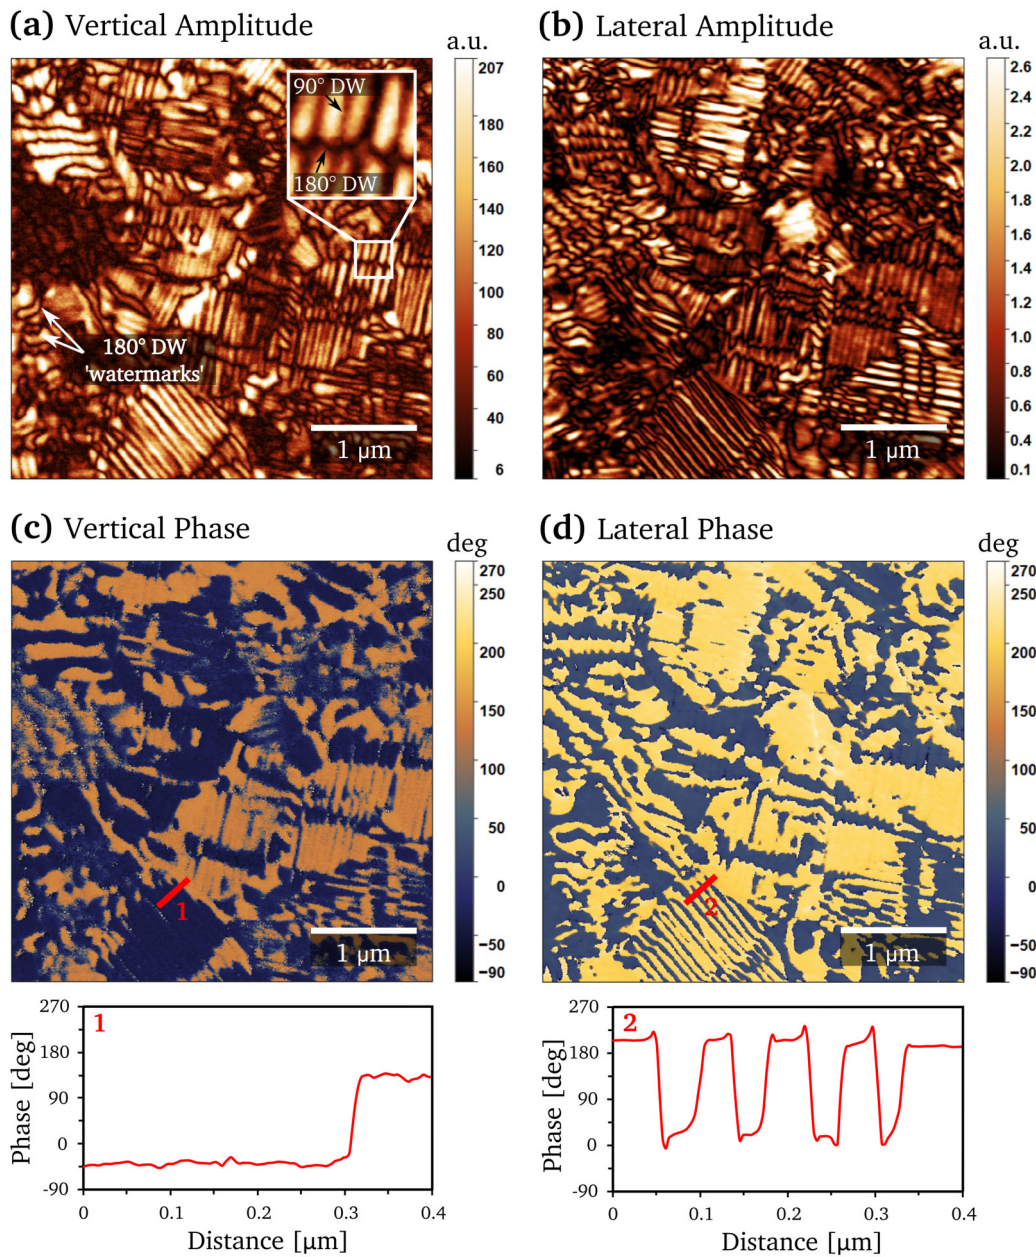 (a) Vertical Amplitude
a.u.
207
180
160
140
120
100
80
60
40
6
90° DW
180° DW
180° DW
'watermarks'
1 µm
(b) Lateral Amplitude
a.u.
2.6
2.4
2.2
2.0
1.8
1.6
1.4
1.2
1.0
0.8
0.6
0.4
0.1
1 µm
(c) Vertical Phase
deg
270
250
200
150
100
50
0
−50
−90
1
1 µm
(d) Lateral Phase
deg
270
250
200
150
100
50
0
−50
−90
2
1 µm
1
Phase [deg]
270
180
90
0
-90
0 0.1 0.2 0.3 0.4
Distance [µm]
2
Phase [deg]
270
180
90
0
-90
0 0.1 0.2 0.3 0.4
Distance [µm]